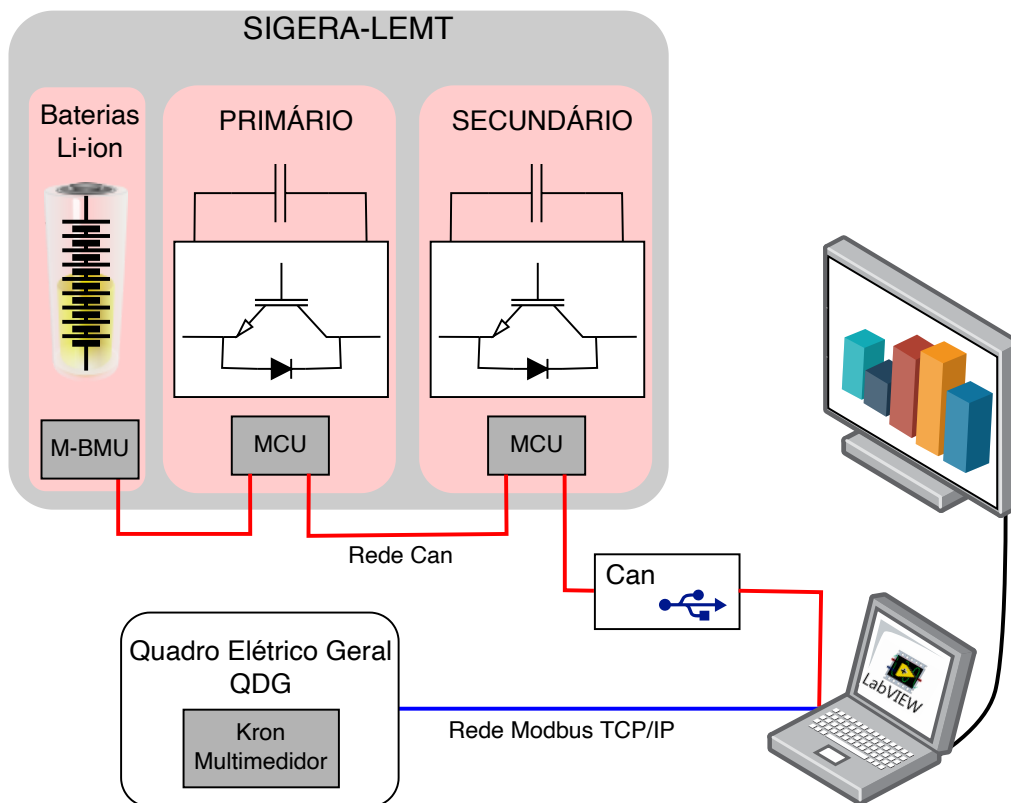 SIGERA-LEMT
Baterias
Li-ion
PRIMÁRIO
SECUNDÁRIO
M-BMU
MCU
MCU
Rede Can
Can
Quadro Elétrico Geral
QDG
Kron
Multimedidor
Rede Modbus TCP/IP
LabVIEW